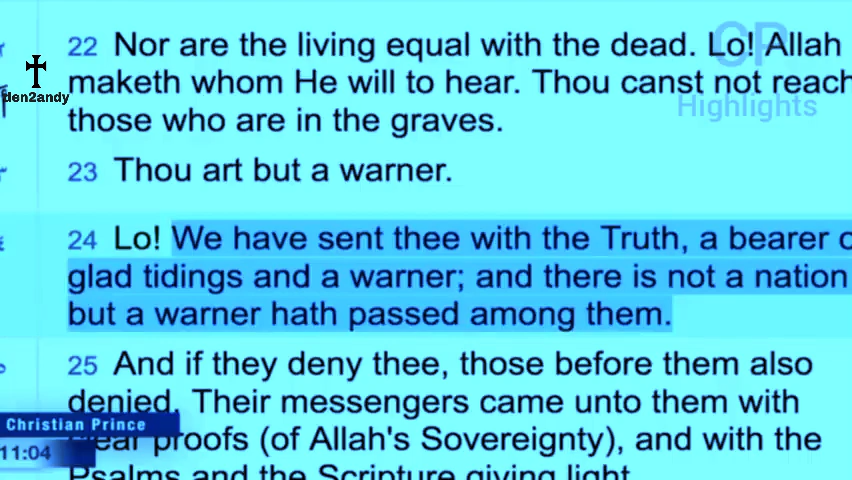 22 Nor are the living equal with the dead. Lo! Allah
maketh whom He will to hear. Thou canst not reach
those who are in the graves.
23 Thou art but a warner.
24 Lo! We have sent thee with the Truth, a bearer o
glad tidings and a warner; and there is not a nation
but a warner hath passed among them.
25 And if they deny thee, those before them also
denied. Their messengers came unto them with
clear proofs (of Allah's Sovereignty), and with the
Psalms and the Scripture giving light.
CP
Highlights
den2andy
Christian Prince
11:04